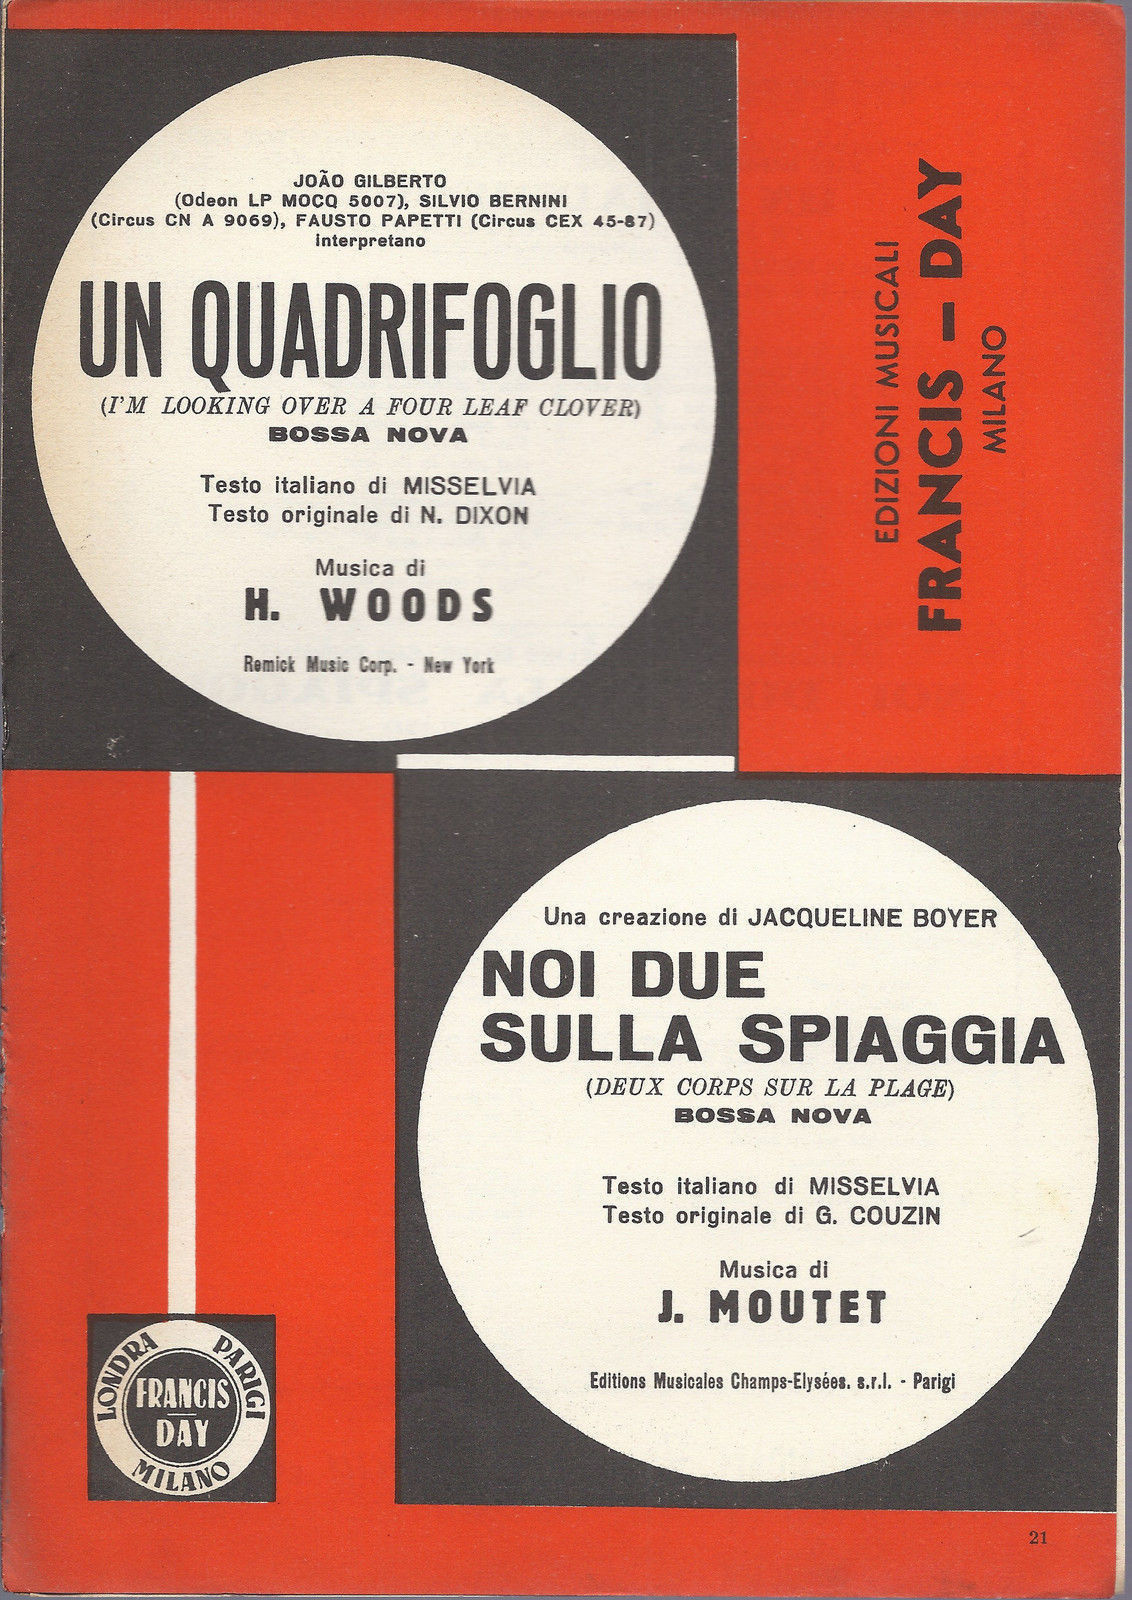 JOÃO GILBERTO
(Odeon LP MOCQ 5007), SILVIO BERNINI
(Circus CN A 9069), FAUSTO PAPETTI (Circus CEX 45-87)
interpretano
UN QUADRIFOGLIO
(I'M LOOKING OVER A FOUR LEAF CLOVER)
BOSSA NOVA
Testo italiano di MISSELVIA
Testo originale di N. DIXON
Musica di
H. WOODS
Remick Music Corp. - New York
EDIZIONI MUSICALI
FRANCIS - DAY
MILANO
Una creazione di JACQUELINE BOYER
NOI DUE
SULLA SPIAGGIA
(DEUX CORPS SUR LA PLAGE)
BOSSA NOVA
Testo italiano di MISSELVIA
Testo originale di G. COUZIN
Musica di
J. MOUTET
Editions Musicales Champs-Elysées. s.r.l. - Parigi
LONDRA PARIGI
FRANCIS
DAY
MILANO
21